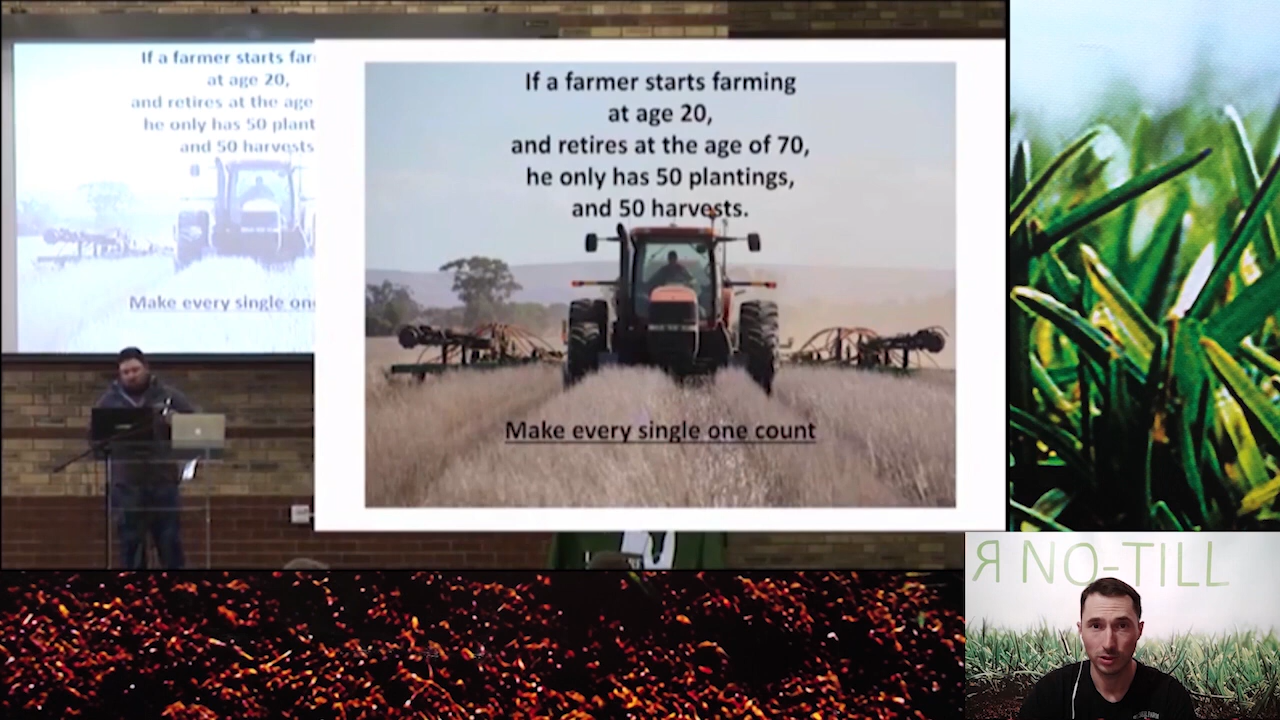 If a farmer starts far
at age 20,
and retires at the age
he only has 50 plant
and 50 harvests
Make every single one
If a farmer starts farming
at age 20,
and retires at the age of 70,
he only has 50 plantings,
and 50 harvests.
Make every single one count
Я NO-TILL